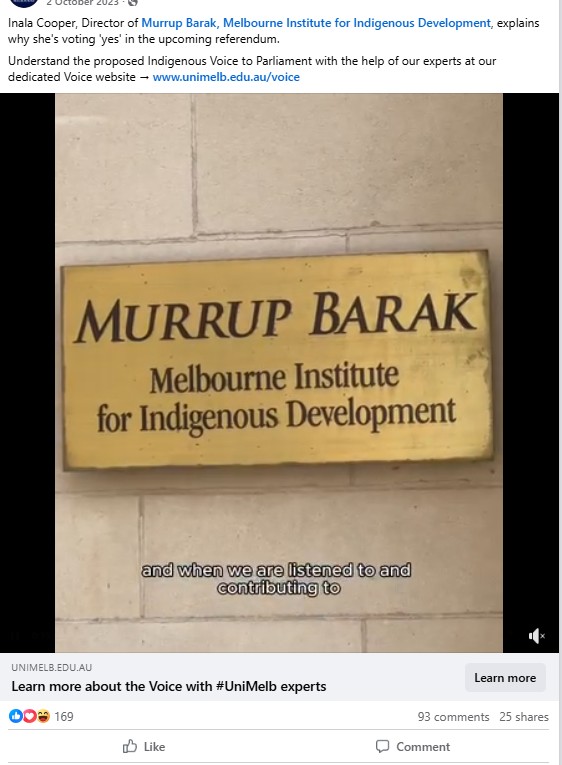 2 October 2023 ·
Inala Cooper, Director of Murrup Barak, Melbourne Institute for Indigenous Development, explains
why she's voting 'yes' in the upcoming referendum.
Understand the proposed Indigenous Voice to Parliament with the help of our experts at our
dedicated Voice website → www.unimelb.edu.au/voice
MURRUP BARAK
Melbourne Institute
for Indigenous Development
and when we are listened to and
contributing to
UNIMELB.EDU.AU
Learn more about the Voice with #UniMelb experts
Learn more
169
93 comments 25 shares
Like
Comment